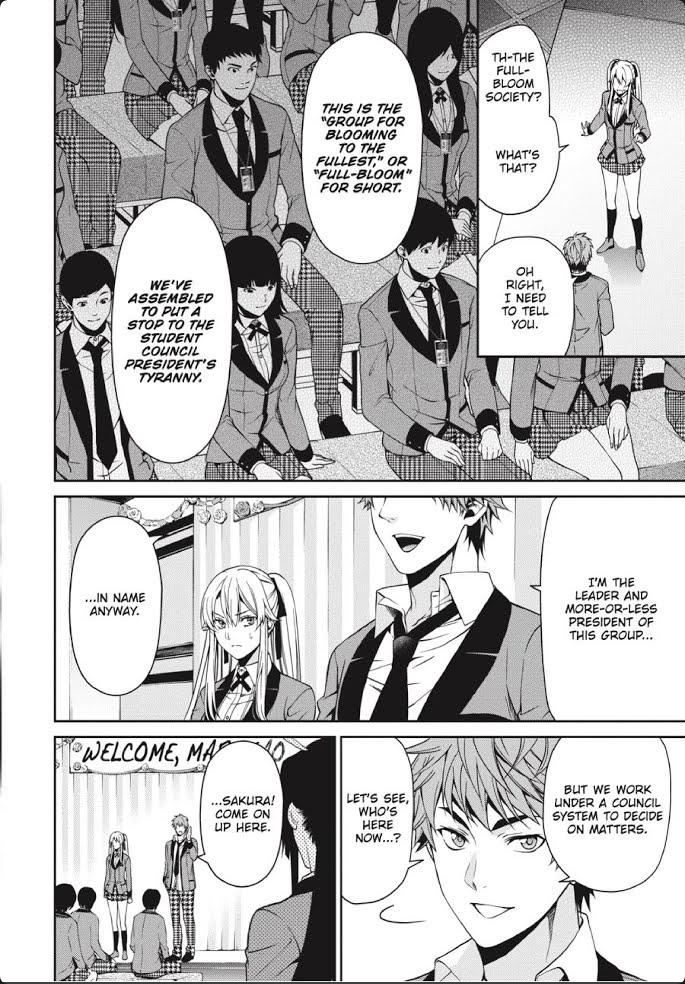 TH-THE
FULL-
BLOOM
SOCIETY?
WHAT'S
THAT?
OH
RIGHT,
I NEED
TO TELL
YOU.
THIS IS THE
"GROUP FOR
BLOOMING
TO THE
FULLEST," OR
"FULL-BLOOM"
FOR SHORT.
WE'VE
ASSEMBLED
TO PUT A
STOP TO THE
STUDENT
COUNCIL
PRESIDENT'S
TYRANNY.
I'M THE
LEADER AND
MORE-OR-LESS
PRESIDENT
OF THIS GROUP...
...IN NAME
ANYWAY.
BUT WE WORK
UNDER A COUNCIL
SYSTEM TO DECIDE
ON MATTERS.
LET'S SEE,
WHO'S
HERE
NOW...?
WELCOME,
...SAKURA!
COME ON
UP HERE.